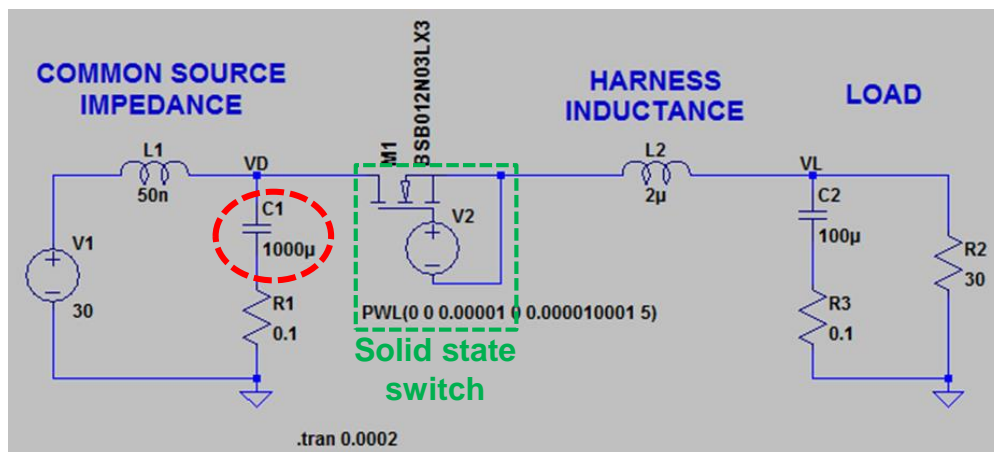 COMMON SOURCE
IMPEDANCE
HARNESS
INDUCTANCE
LOAD
L1
50n
VD
C1
1000µ
V1
30
R1
0.1
M1
BSB012N03LX3
V2
PWL(0 0 0.00001 0 0.000010001 5)
Solid state
switch
L2
2µ
VL
C2
100µ
R3
0.1
R2
30
.tran 0.0002